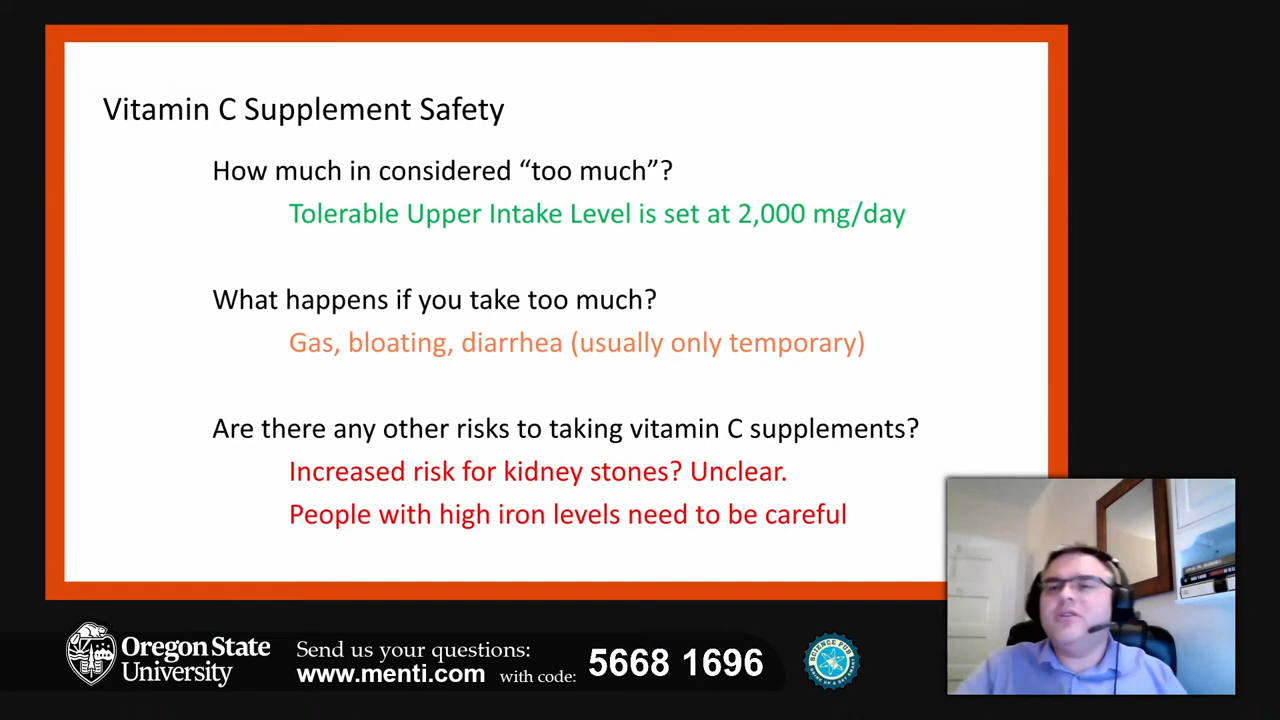 Vitamin C Supplement Safety
How much in considered “too much”?
Tolerable Upper Intake Level is set at 2,000 mg/day
What happens if you take too much?
Gas, bloating, diarrhea (usually only temporary)
Are there any other risks to taking vitamin C supplements?
Increased risk for kidney stones? Unclear.
People with high iron levels need to be careful
Oregon State
University
Send us your questions:
www.menti.com with code:
5668 1696
SCIENCE PUB